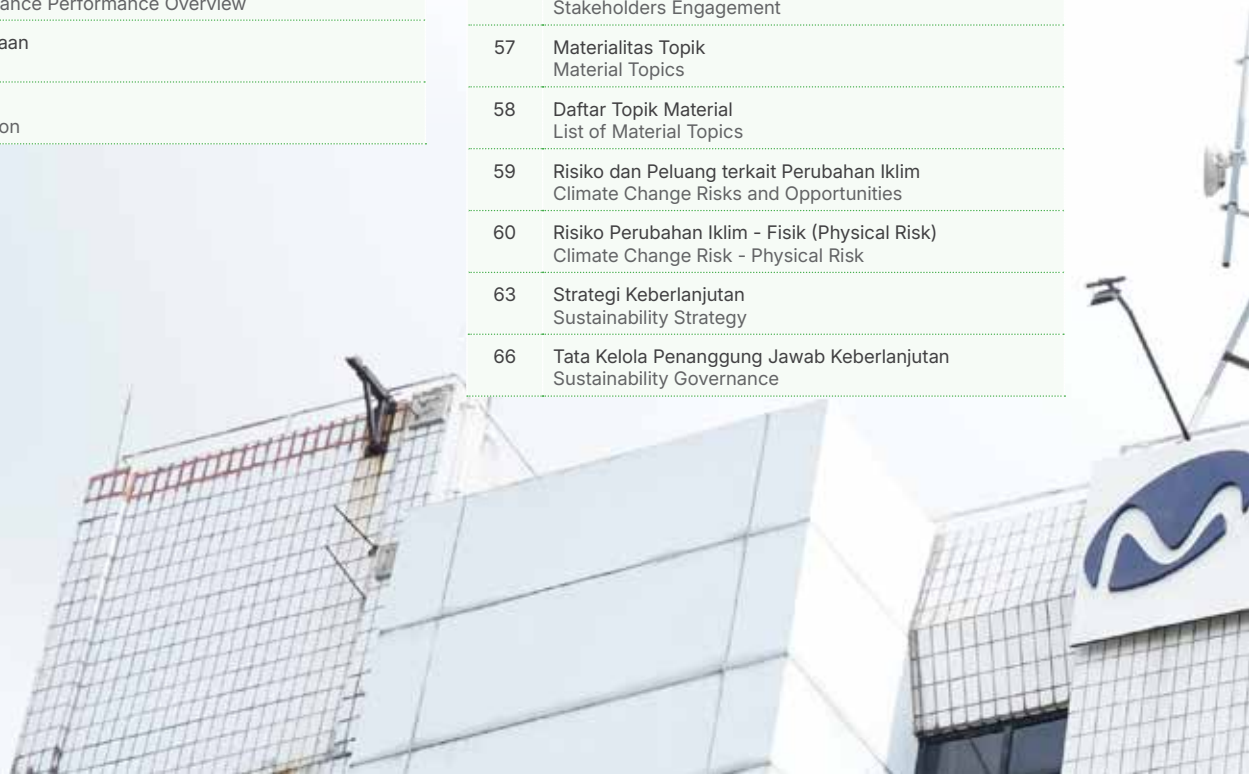 ance Performance Overview
aan
on
Stakeholders Engagement
57 Materialitas Topik
Material Topics
58 Daftar Topik Material
List of Material Topics
59 Risiko dan Peluang terkait Perubahan Iklim
Climate Change Risks and Opportunities
60 Risiko Perubahan Iklim - Fisik (Physical Risk)
Climate Change Risk - Physical Risk
63 Strategi Keberlanjutan
Sustainability Strategy
66 Tata Kelola Penanggung Jawab Keberlanjutan
Sustainability Governance